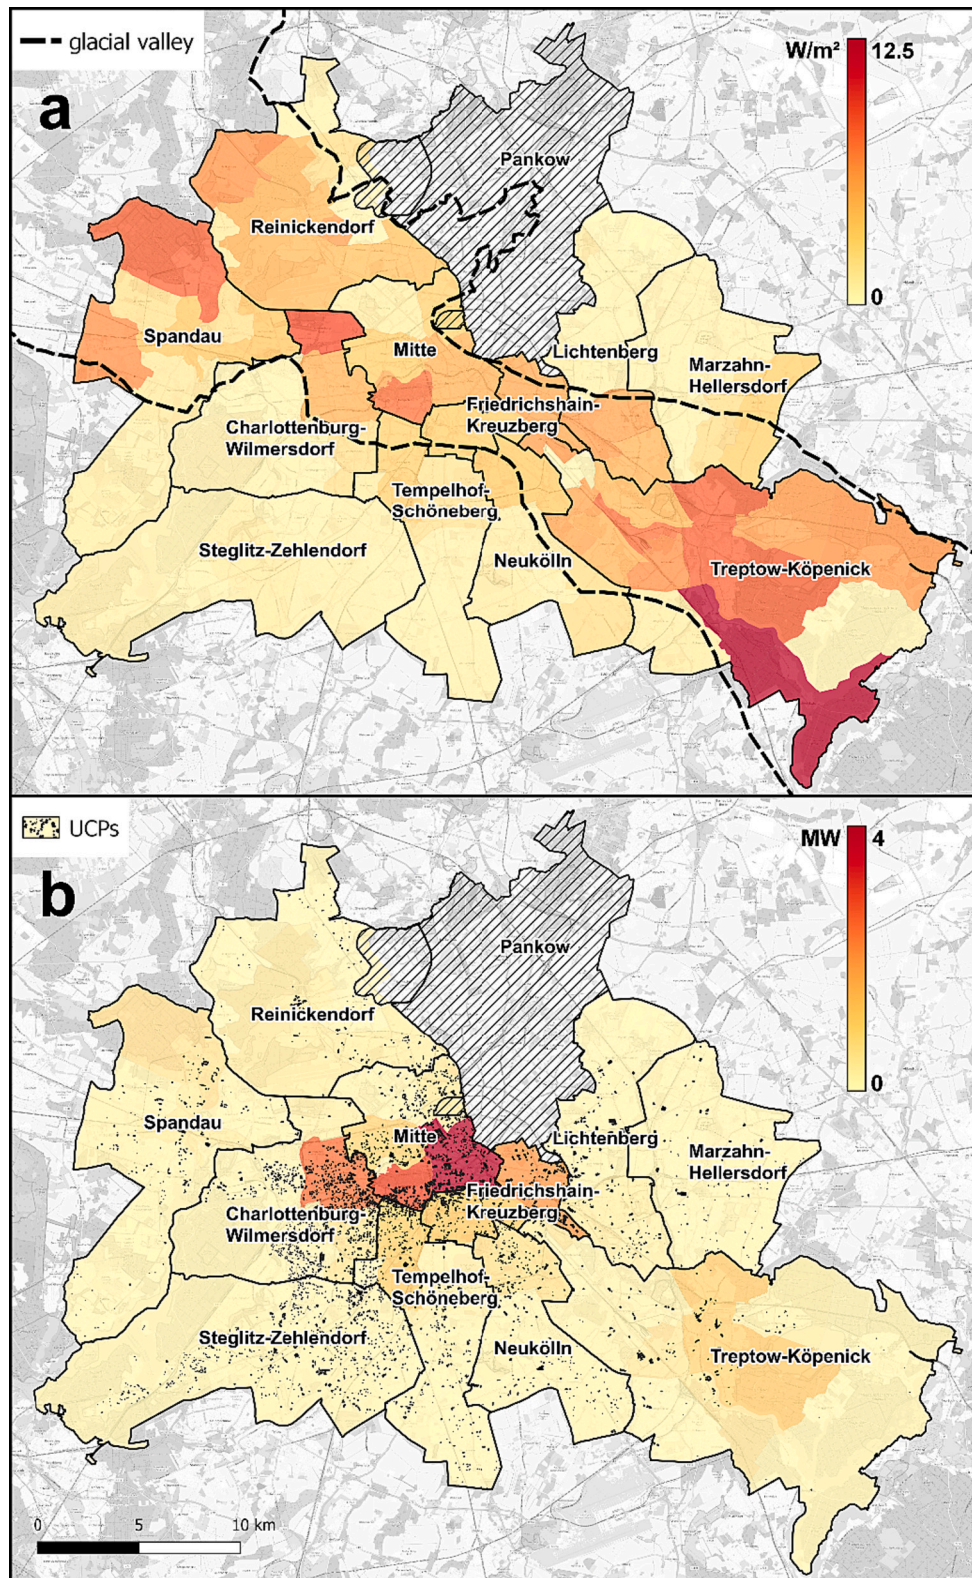 glacial valley
W/m²
12.5
0
a
Pankow
Reinickendorf
Spandau
Mitte
Lichtenberg
Marzahn-
Hellersdorf
Friedrichshain-
Kreuzberg
Charlottenburg-
Wilmersdorf
Tempelhof-
Schöneberg
Steglitz-Zehlendorf
Neukölln
Treptow-Köpenick
UCPs
MW
4
0
b
Pankow
Reinickendorf
Spandau
Mitte
Lichtenberg
Marzahn-
Hellersdorf
Friedrichshain-
Kreuzberg
Charlottenburg-
Wilmersdorf
Tempelhof-
Schöneberg
Steglitz-Zehlendorf
Neukölln
Treptow-Köpenick
0 5 10 km